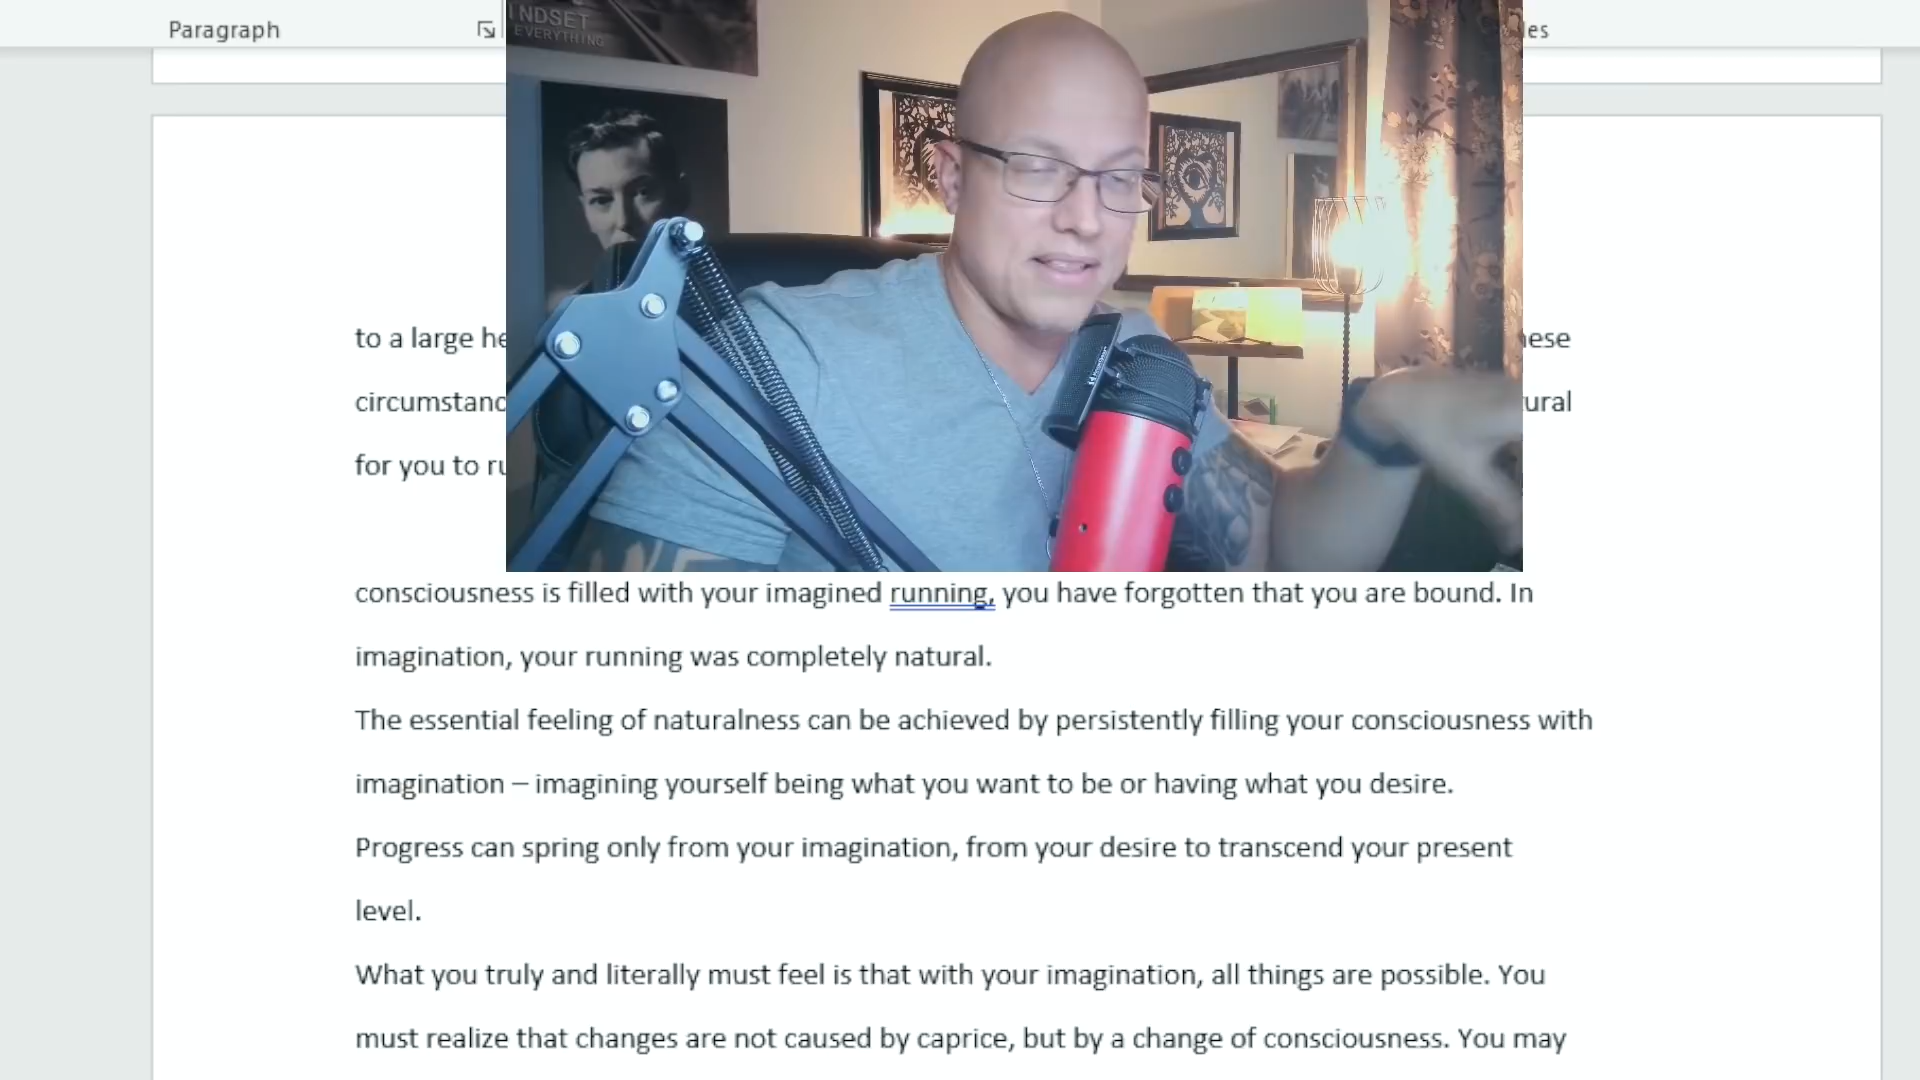 Paragraph
INDSET
EVERYTHING
to a large
circumstanc
ural
for you to
consciousness is filled with your imagined running, you have forgotten that you are bound. In
imagination, your running was completely natural.
The essential feeling of naturalness can be achieved by persistently filling your consciousness with
imagination – imagining yourself being what you want to be or having what you desire.
Progress can spring only from your imagination, from your desire to transcend your present
level.
What you truly and literally must feel is that with your imagination, all things are possible. You
must realize that changes are not caused by caprice, but by a change of consciousness. You may